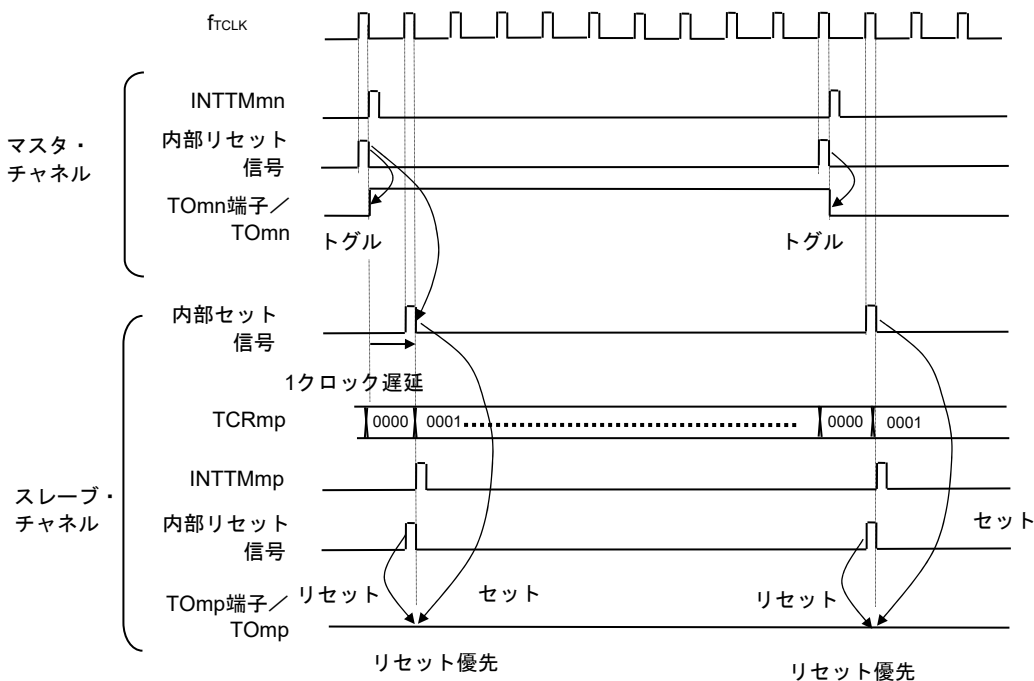 fTCLK
マスタ・
チャネル
INTTMmn
内部リセット
信号
TOmn端子／
TOmn
トグル
トグル
スレーブ・
チャネル
内部セット
信号
1クロック遅延
TCRmp
0000
0001
0000
0001
INTTMmp
内部リセット
信号
セット
TOmp端子／
TOmp
リセット
セット
リセット
リセット優先
リセット優先